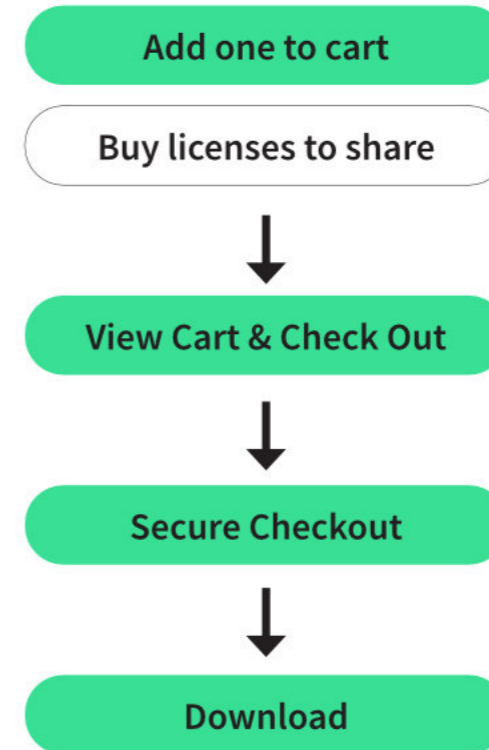 Add one to cart
Buy licenses to share
View Cart & Check Out
Secure Checkout
Download